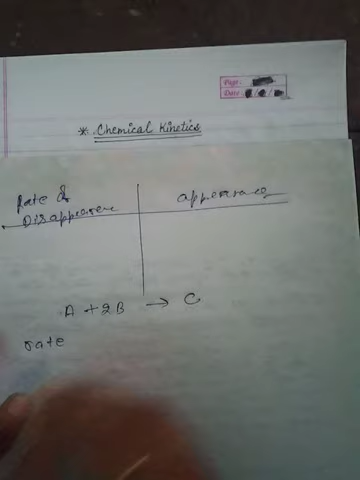 Page:
Date: / /
* Chemical Kinetics
Rate of
Disappearence
appearance
A + 2B → C
rate